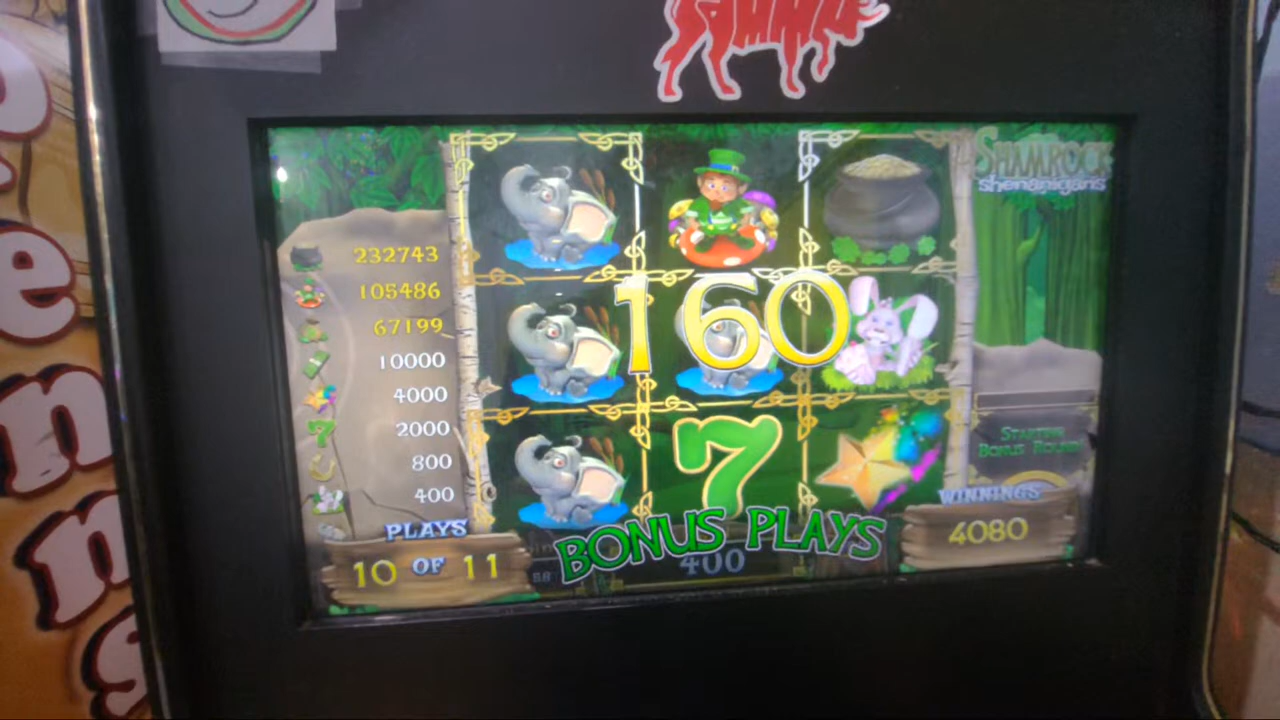 SHAMROCK
shenanigans
232743
105486
67199
10000
4000
2000
800
400
160
7
STARTING
BONUS ROUND
PLAYS
10 OF 11
BONUS PLAYS
400
WINNINGS
4080